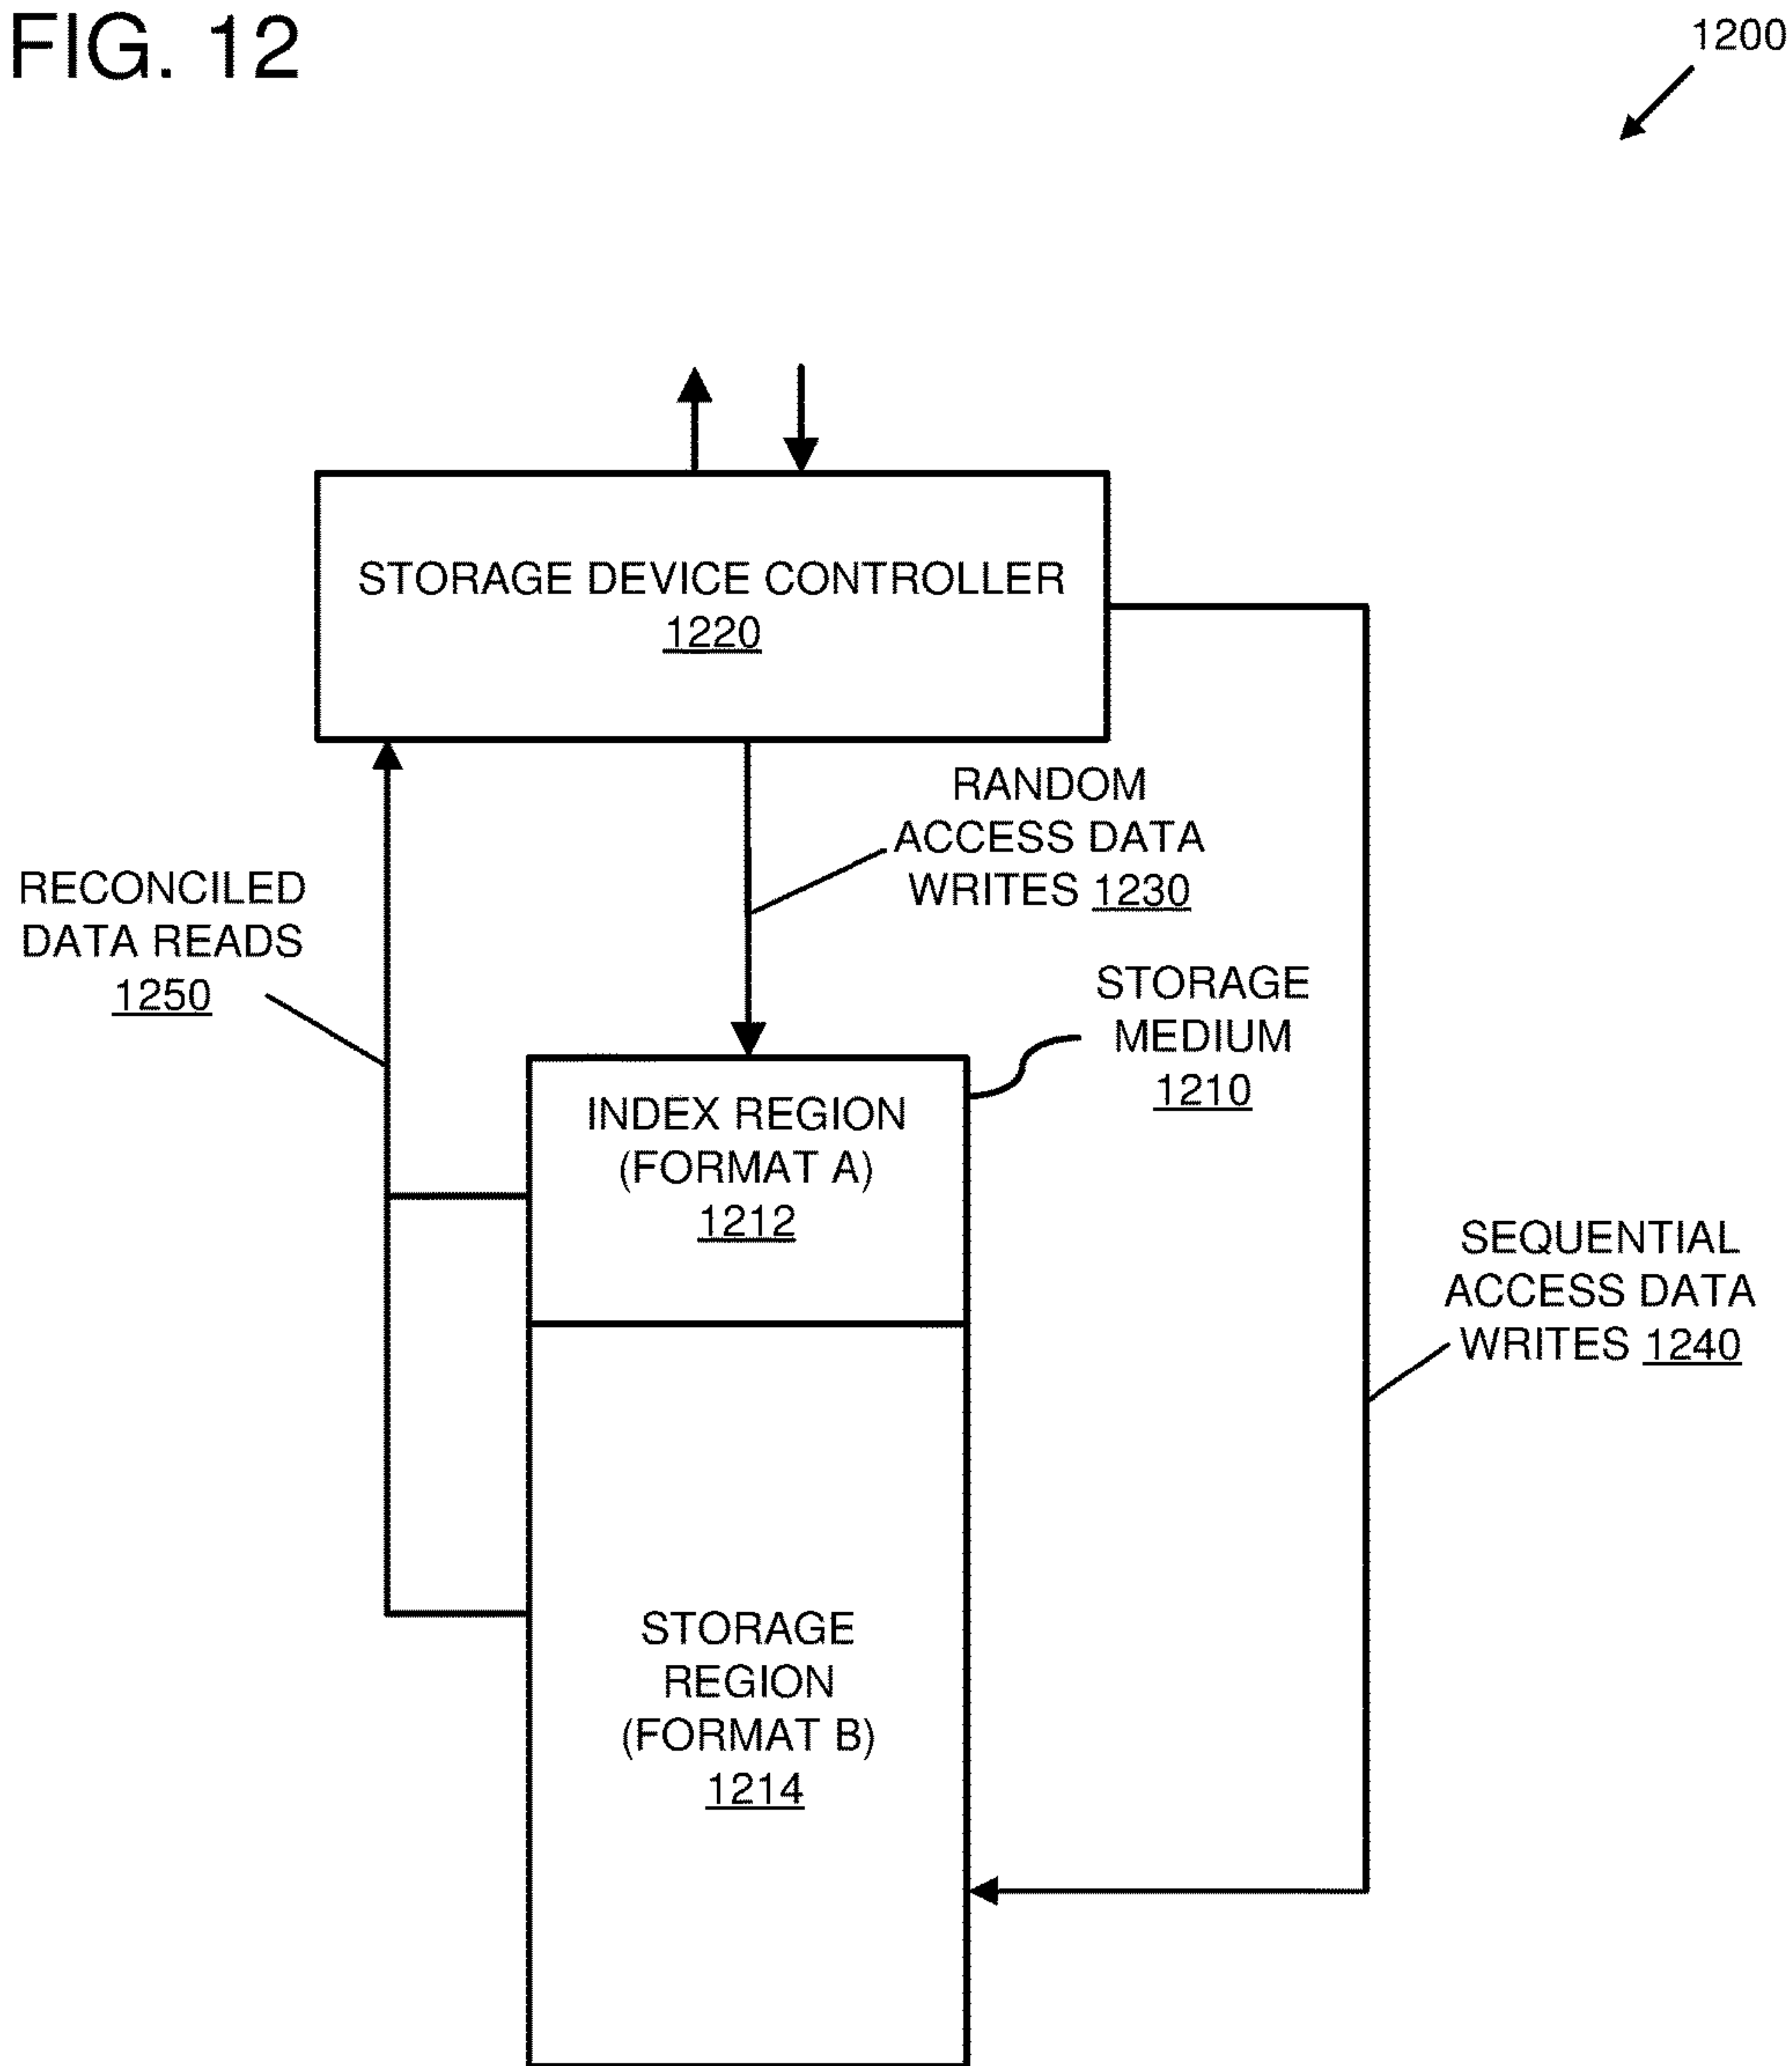 FIG. 12
1200
STORAGE DEVICE CONTROLLER
1220
RANDOM
ACCESS DATA
WRITES 1230
RECONCILED
DATA READS
1250
STORAGE
MEDIUM
1210
INDEX REGION
(FORMAT A)
1212
SEQUENTIAL
ACCESS DATA
WRITES 1240
STORAGE
REGION
(FORMAT B)
1214